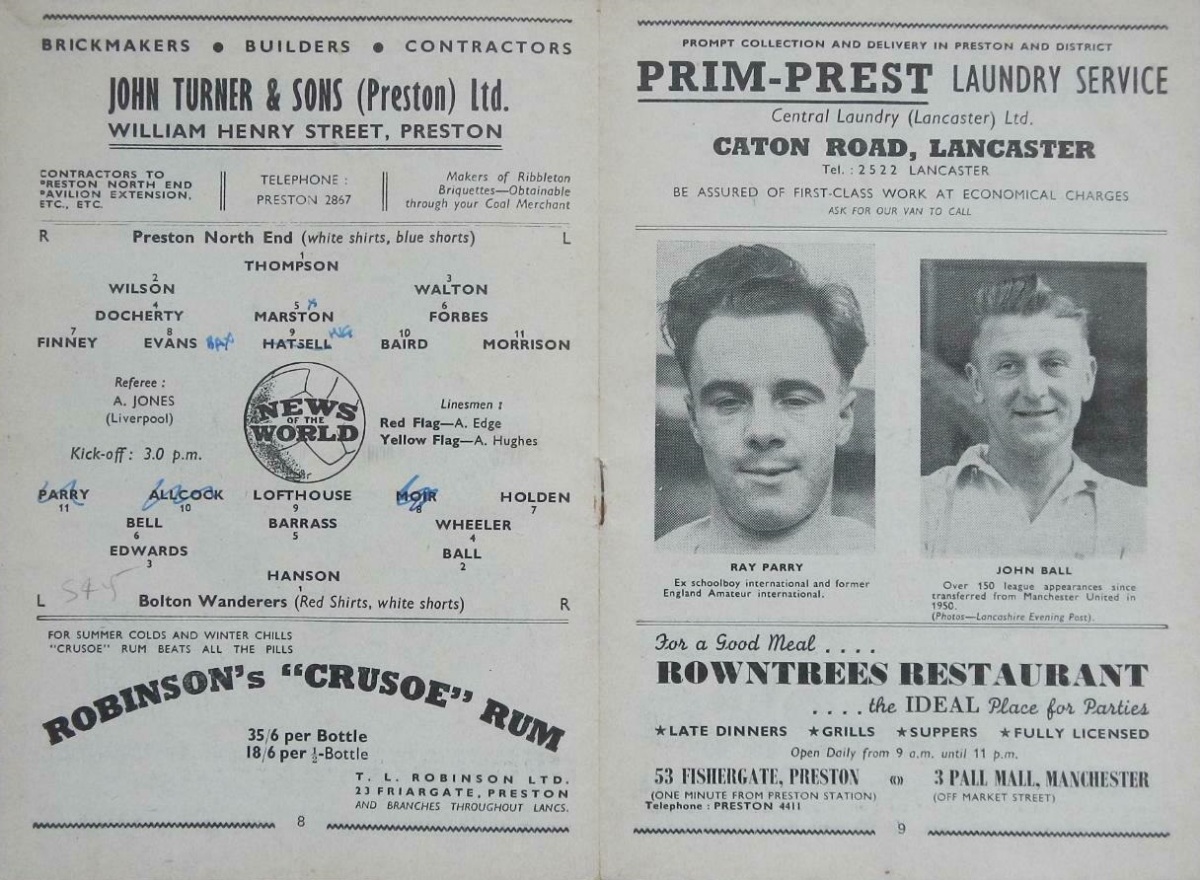 BRICKMAKERS ● BUILDERS ● CONTRACTORS
JOHN TURNER & SONS (Preston) Ltd.
WILLIAM HENRY STREET, PRESTON
CONTRACTORS TO
PRESTON NORTH END
PAVILION EXTENSION,
ETC., ETC.
TELEPHONE :
PRESTON 2867
Makers of Ribbleton
Briquettes—Obtainable
through your Coal Merchant
R Preston North End (white shirts, blue shorts) L
1
THOMPSON
2 3
WILSON WALTON
4 5 6
DOCHERTY MARSTON FORBES
7 8 9 10 11
FINNEY EVANS HATSELL BAIRD MORRISON
Referee :
A. JONES
(Liverpool)
Kick-off : 3.0 p.m.
NEWS
OF THE
WORLD
Linesmen :
Red Flag—A. Edge
Yellow Flag—A. Hughes
PARRY ALLCOCK LOFTHOUSE MOIR HOLDEN
11 10 9 8 7
BELL BARRASS WHEELER
6 5 4
EDWARDS BALL
3 2
HANSON
1
L Bolton Wanderers (Red Shirts, white shorts) R
FOR SUMMER COLDS AND WINTER CHILLS
"CRUSOE" RUM BEATS ALL THE PILLS
ROBINSON's "CRUSOE" RUM
35/6 per Bottle
18/6 per ½-Bottle
T. L. ROBINSON LTD.
23 FRIARGATE, PRESTON
AND BRANCHES THROUGHOUT LANCS.
8
PROMPT COLLECTION AND DELIVERY IN PRESTON AND DISTRICT
PRIM-PREST LAUNDRY SERVICE
Central Laundry (Lancaster) Ltd.
CATON ROAD, LANCASTER
Tel. : 2522 LANCASTER
BE ASSURED OF FIRST-CLASS WORK AT ECONOMICAL CHARGES
ASK FOR OUR VAN TO CALL
RAY PARRY
Ex schoolboy international and former
England Amateur international.
JOHN BALL
Over 150 league appearances since
transferred from Manchester United in
1950.
(Photos—Lancashire Evening Post).
For a Good Meal . . . .
ROWNTREES RESTAURANT
. . . . the IDEAL Place for Parties
★LATE DINNERS ★GRILLS ★SUPPERS ★FULLY LICENSED
Open Daily from 9 a.m. until 11 p.m.
53 FISHERGATE, PRESTON «» 3 PALL MALL, MANCHESTER
(ONE MINUTE FROM PRESTON STATION) (OFF MARKET STREET)
Telephone : PRESTON 4411
9